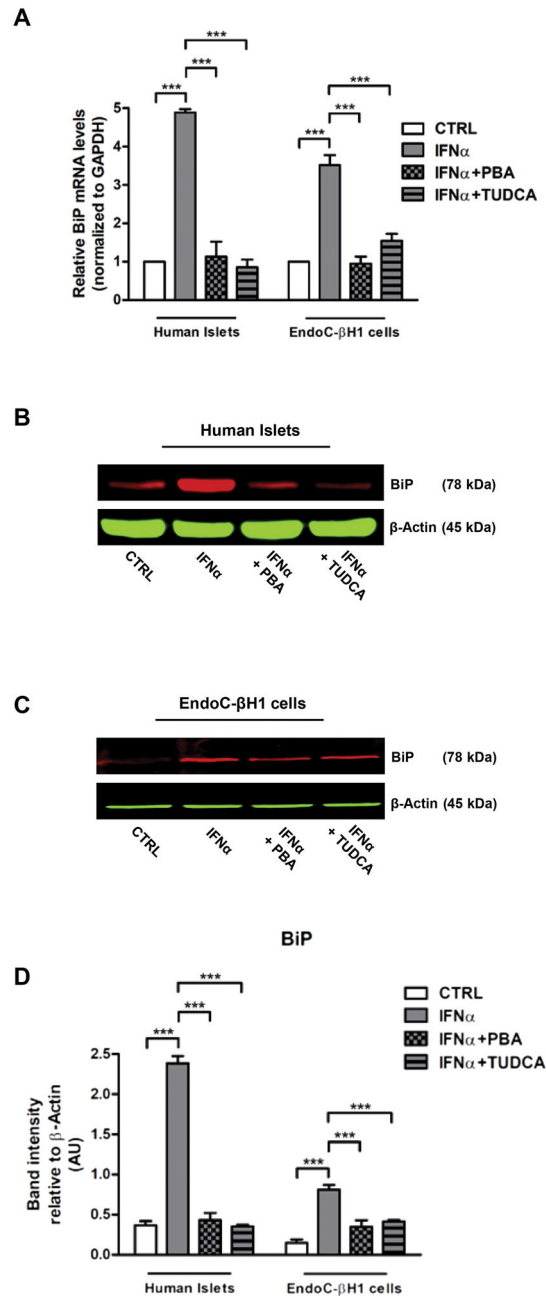 A
Relative BiP mRNA levels
(normalized to GAPDH)
5
4
3
2
1
0
***
***
***
***
***
***
CTRL
IFNα
IFNα+PBA
IFNα+TUDCA
Human Islets
EndoC-βH1 cells
B
Human Islets
BiP (78 kDa)
β-Actin (45 kDa)
CTRL
IFNα
IFNα
+ PBA
IFNα
+ TUDCA
C
EndoC-βH1 cells
BiP (78 kDa)
β-Actin (45 kDa)
CTRL
IFNα
IFNα
+ PBA
IFNα
+ TUDCA
BiP
D
Band intensity
relative to β-Actin
(AU)
2.5
2.0
1.5
1.0
0.5
0.0
***
***
***
***
***
***
CTRL
IFNα
IFNα+PBA
IFNα+TUDCA
Human Islets
EndoC-βH1 cells